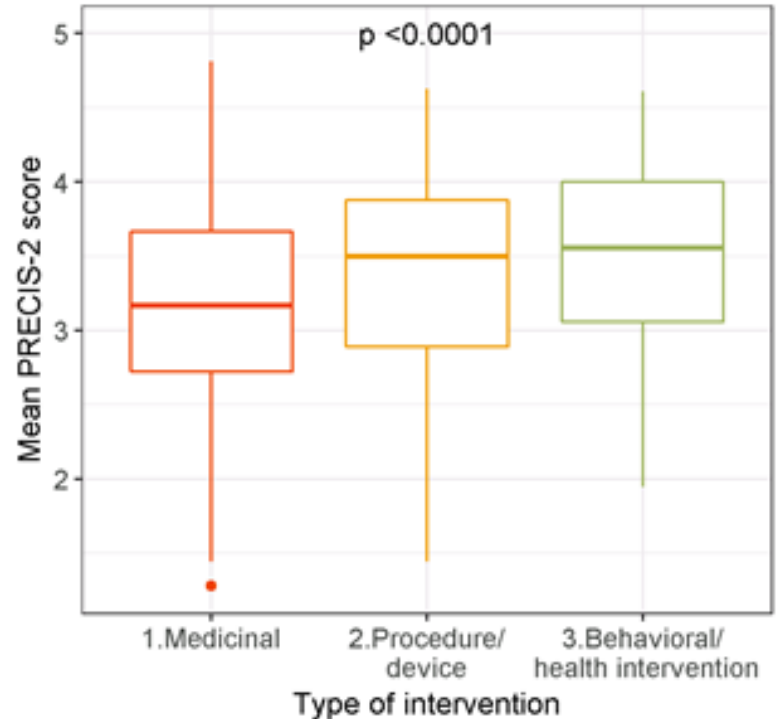 5
p <0.0001
4
3
2
Mean PRECIS-2 score
1.Medicinal
2.Procedure/
device
3.Behavioral/
health intervention
Type of intervention